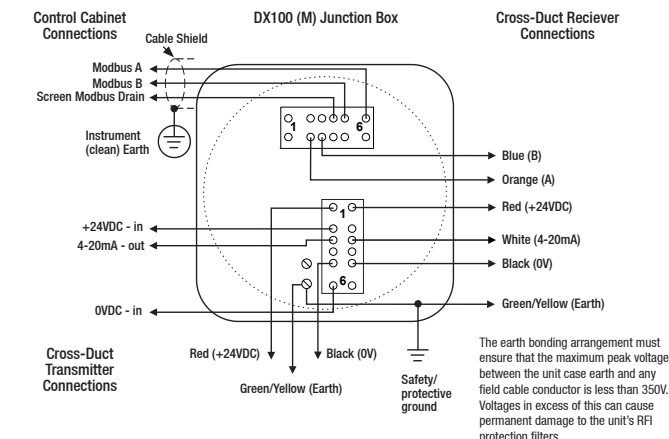 Control Cabinet
Connections
DX100 (M) Junction Box
Cross-Duct Reciever
Connections
Cable Shield
Modbus A
Modbus B
Screen Modbus Drain
1
6
Instrument
(clean) Earth
Blue (B)
Orange (A)
1
Red (+24VDC)
+24VDC - in
4-20mA - out
White (4-20mA)
Black (0V)
6
0VDC - in
Green/Yellow (Earth)
Cross-Duct
Transmitter
Connections
Red (+24VDC)
Black (0V)
Green/Yellow (Earth)
Safety/
protective
ground
The earth bonding arrangement must
ensure that the maximum peak voltage
between the unit case earth and any
field cable conductor is less than 350V.
Voltages in excess of this can cause
permanent damage to the unit's RFI
protection filters